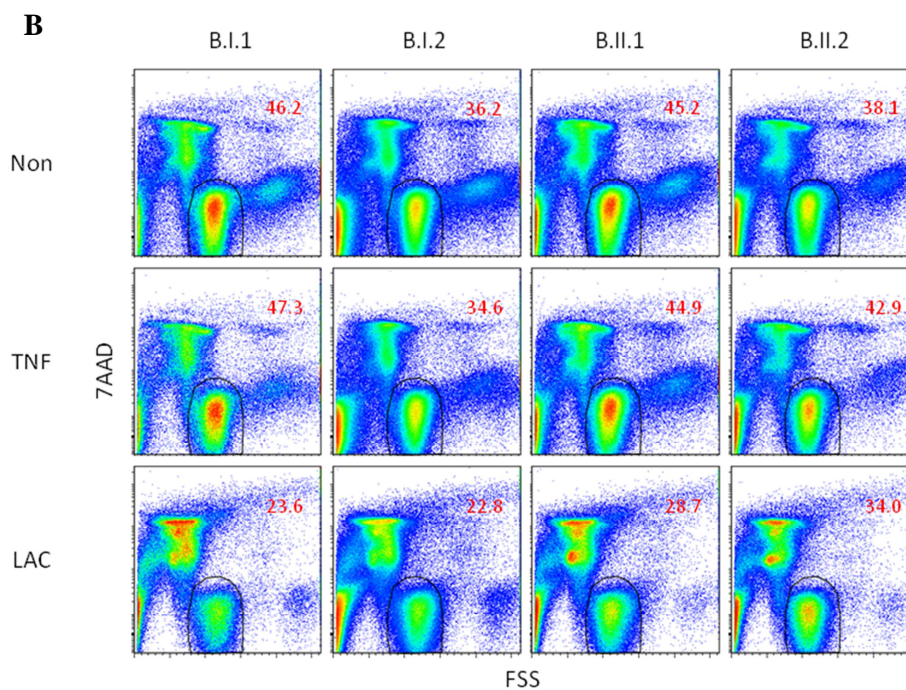 B
B.I.1 B.I.2 B.II.1 B.II.2
Non 46.2 36.2 45.2 38.1
TNF 47.3 34.6 44.9 42.9
7AAD
LAC 23.6 22.8 28.7 34.0
FSS